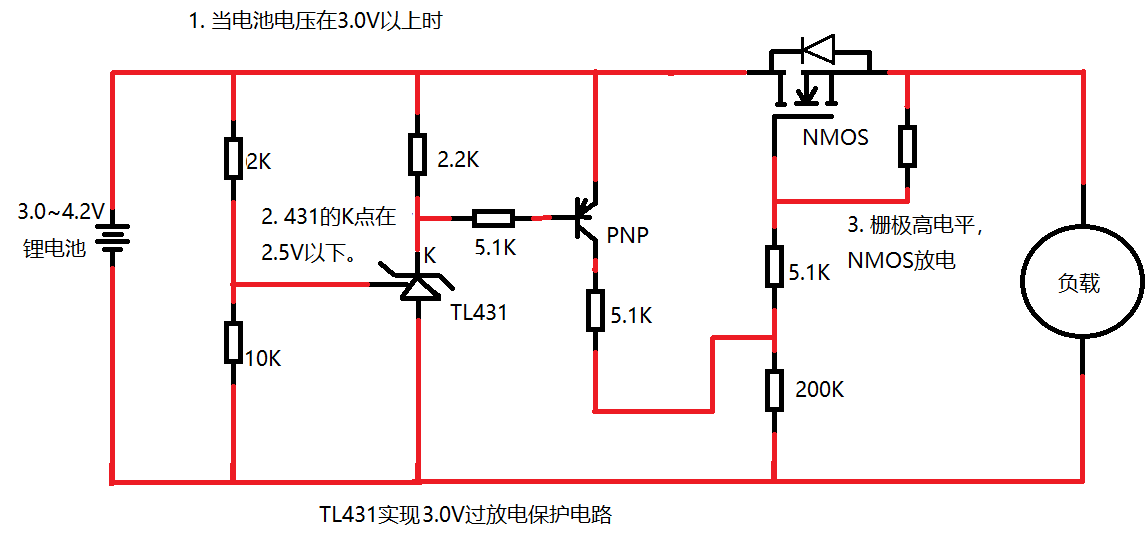 1. 当电池电压在3.0V以上时
NMOS
2K
2.2K
3.0~4.2V
锂电池
2. 431的K点在
2.5V以下。
K
5.1K
PNP
3. 栅极高电平,
NMOS放电
5.1K
负载
TL431
5.1K
10K
200K
TL431实现3.0V过放电保护电路